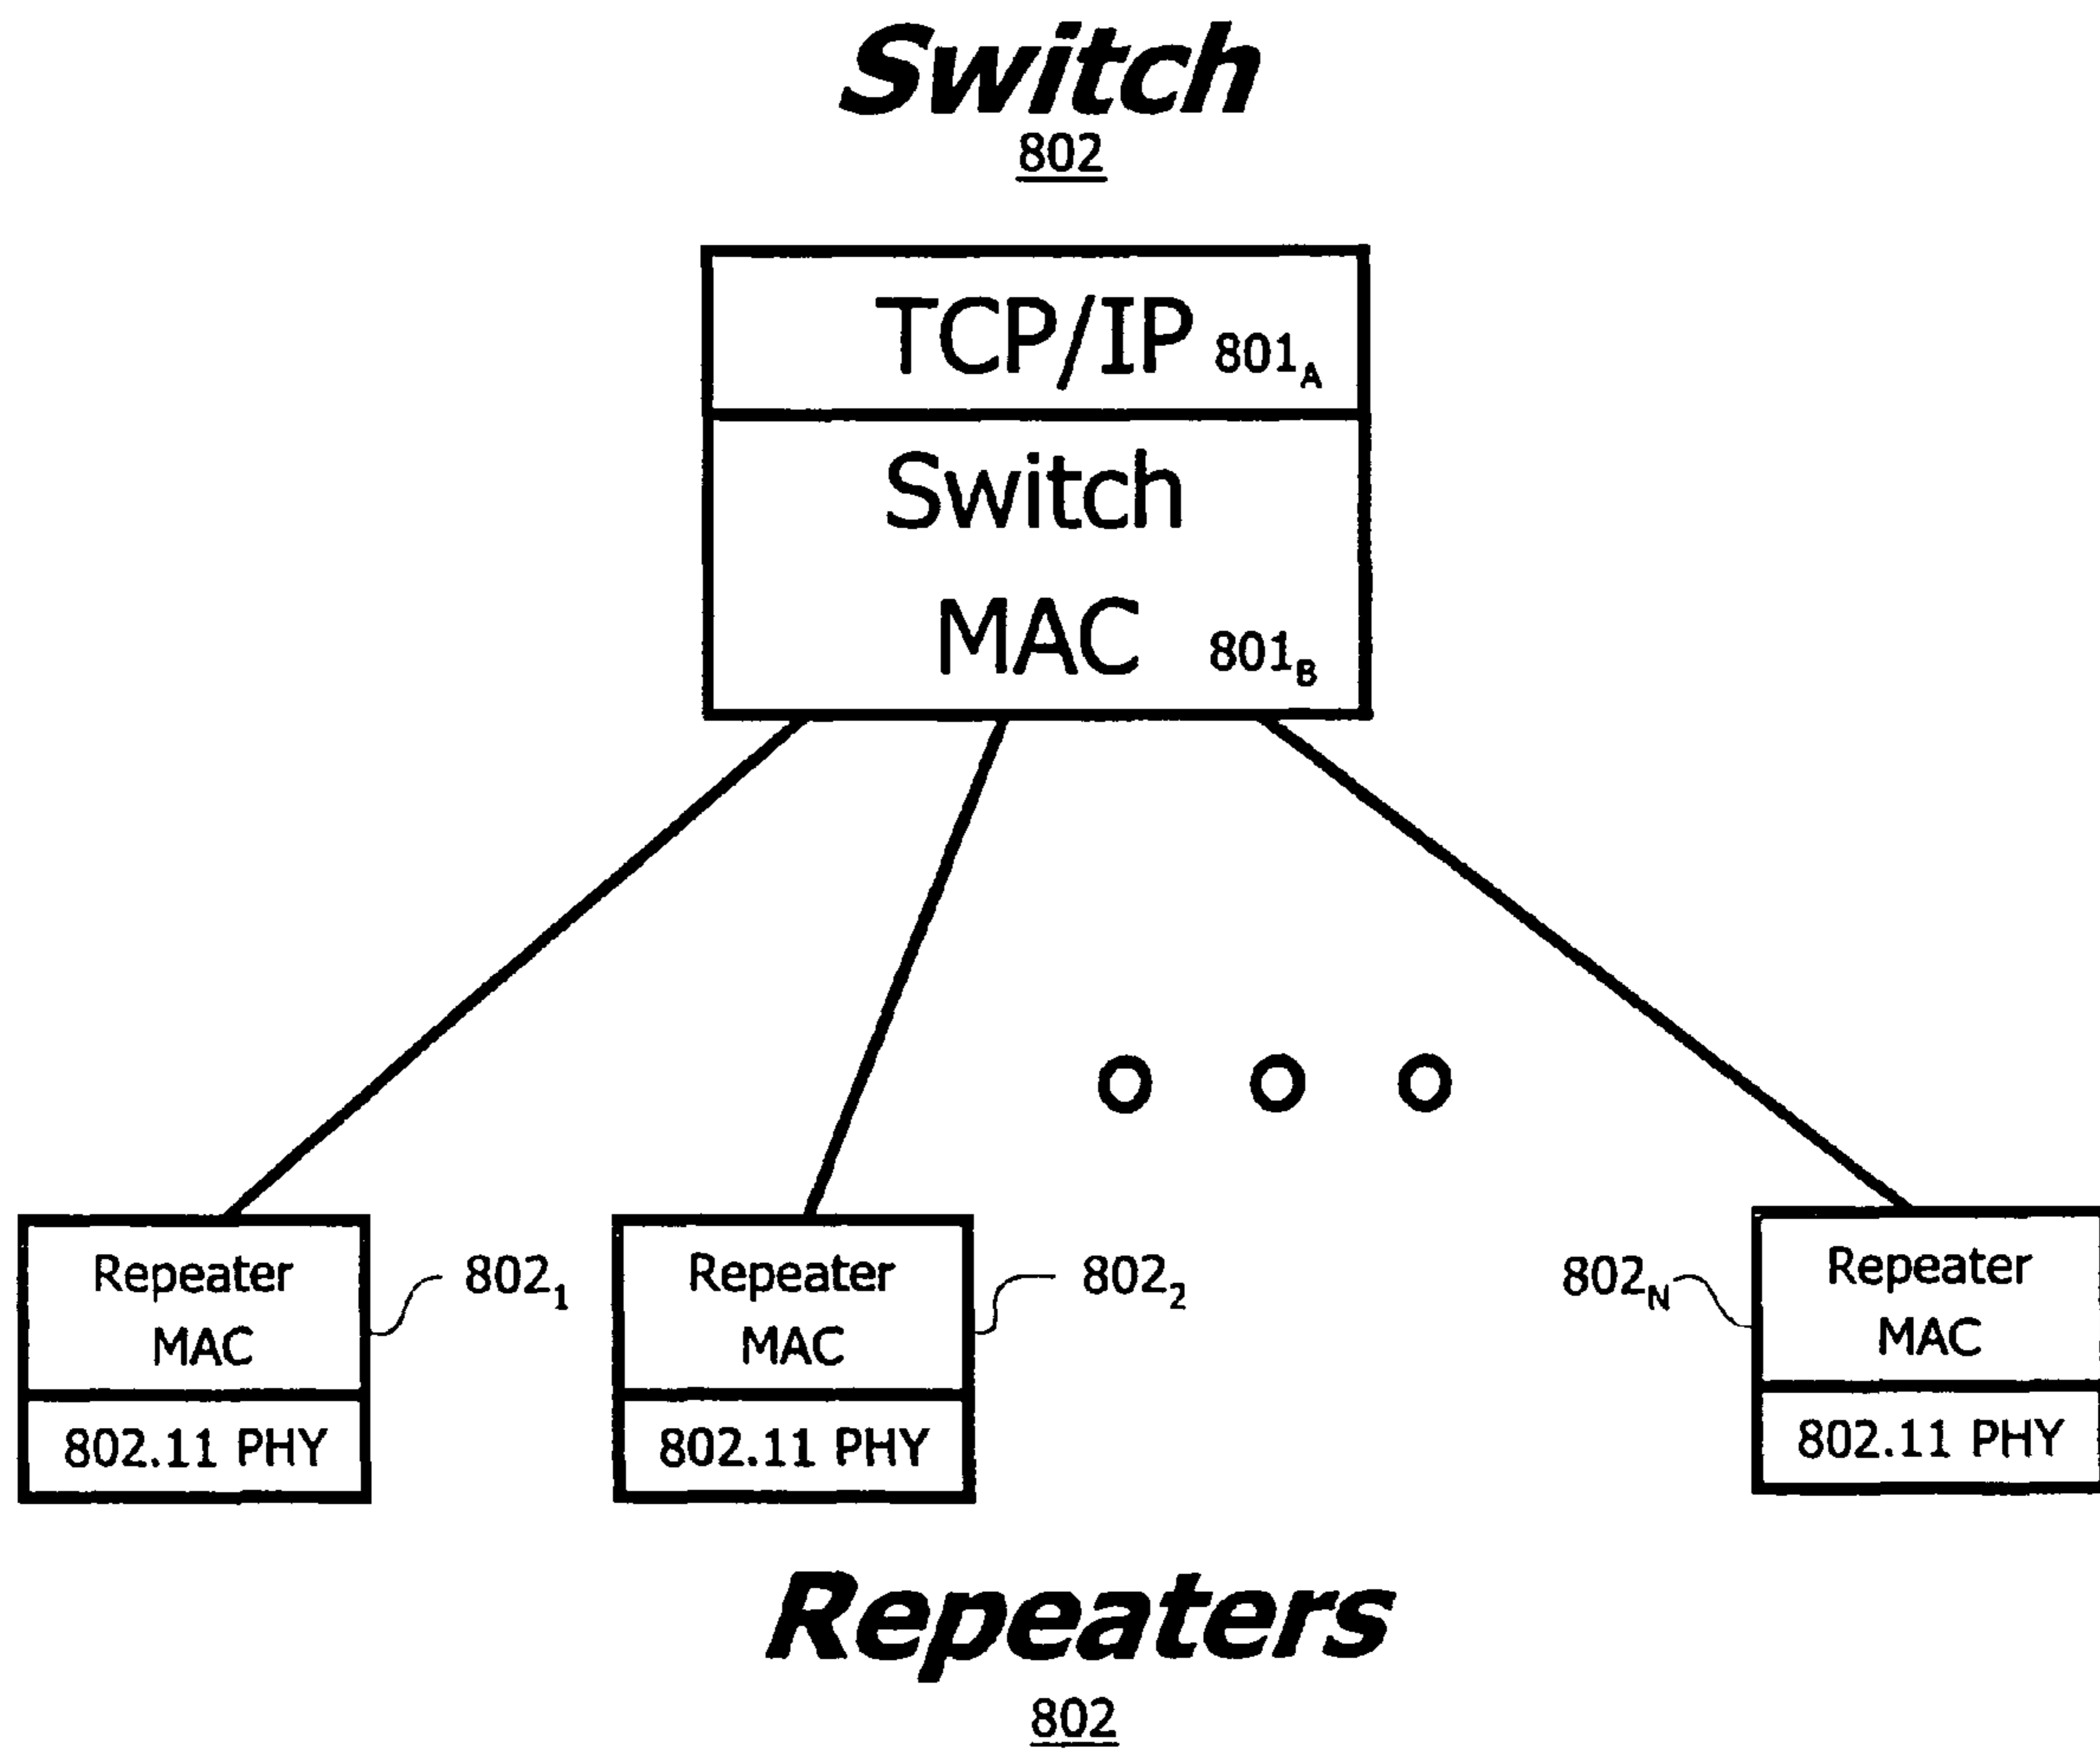 Switch
802
TCP/IP 801A
Switch
MAC 801B
Repeater
MAC
802.11 PHY
8021
Repeater
MAC
802.11 PHY
8022
802N
Repeater
MAC
802.11 PHY
Repeaters
802